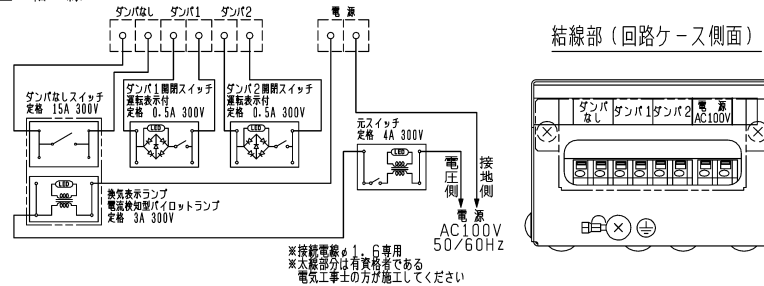 ダンパなし ダンパ1 ダンパ2 電源
ダンパなしスイッチ
定格 15A 300V
ダンパ1開閉スイッチ
運転表示付
定格 0.5A 300V
LED
ダンパ2開閉スイッチ
運転表示付
定格 0.5A 300V
LED
元スイッチ
定格 4A 300V
LED
LED
換気表示ランプ
電流検知型パイロットランプ
定格 3A 300V
電圧側
接地側
電源
AC100V
50/60Hz
※接続電線φ1.6専用
※太線部分は有資格者である
電気工事士の方が施工してください
結線部(回路ケース側面)
ダンパなし ダンパ1 ダンパ2 電源AC100V